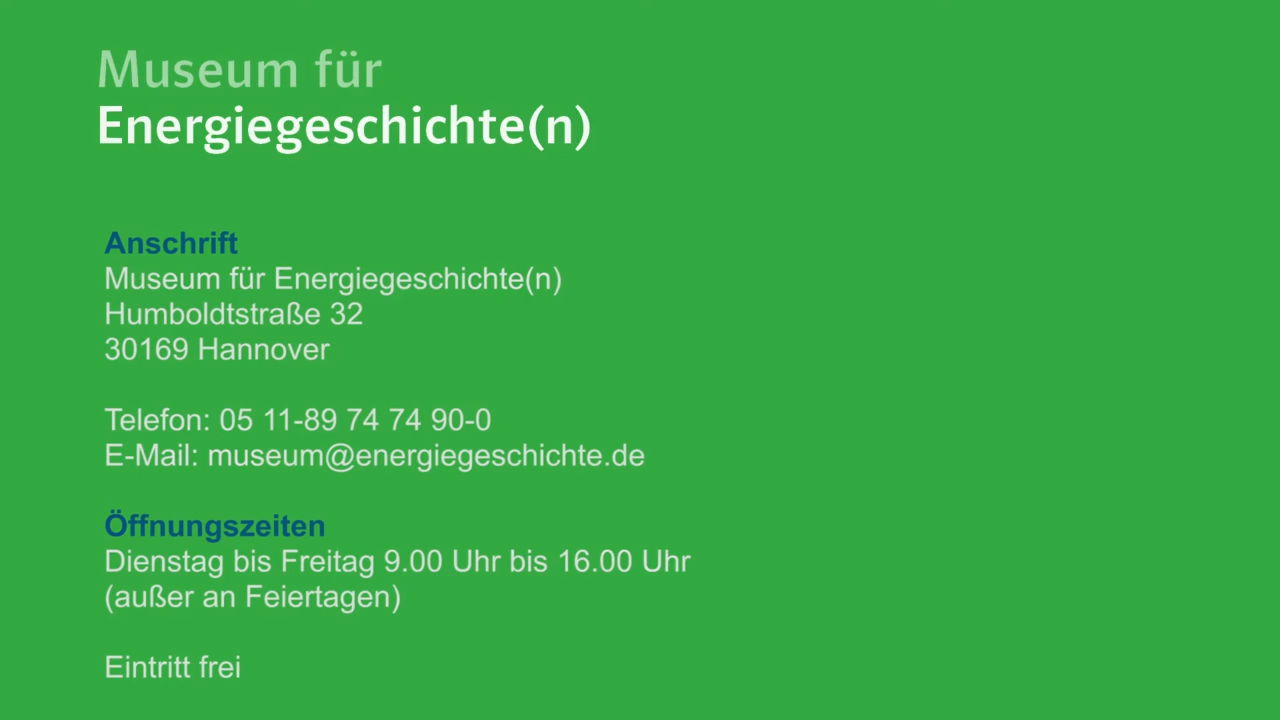 Museum für
Energiegeschichte(n)
Anschrift
Museum für Energiegeschichte(n)
Humboldtstraße 32
30169 Hannover
Telefon: 05 11-89 74 74 90-0
E-Mail: museum@energiegeschichte.de
Öffnungszeiten
Dienstag bis Freitag 9.00 Uhr bis 16.00 Uhr
(außer an Feiertagen)
Eintritt frei